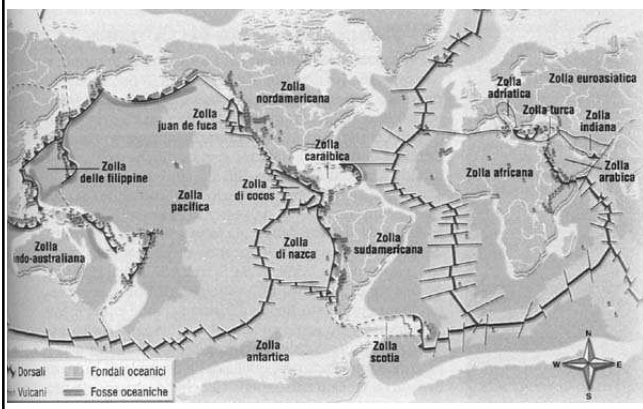 Zolla
adriatica
Zolla euroasiatica
Zolla
nordamericana
Zolla
juan de fuca
Zolla turca
Zolla
indiana
Zolla
caraibica
Zolla
delle filippine
Zolla
pacifica
Zolla
di cocos
Zolla africana
Zolla
arabica
Zolla
indo-australiana
Zolla
di nazca
Zolla
sudamericana
Zolla
antartica
Zolla
scotia
N
W E
S
Dorsali
Fondali oceanici
Vulcani
Fosse oceaniche